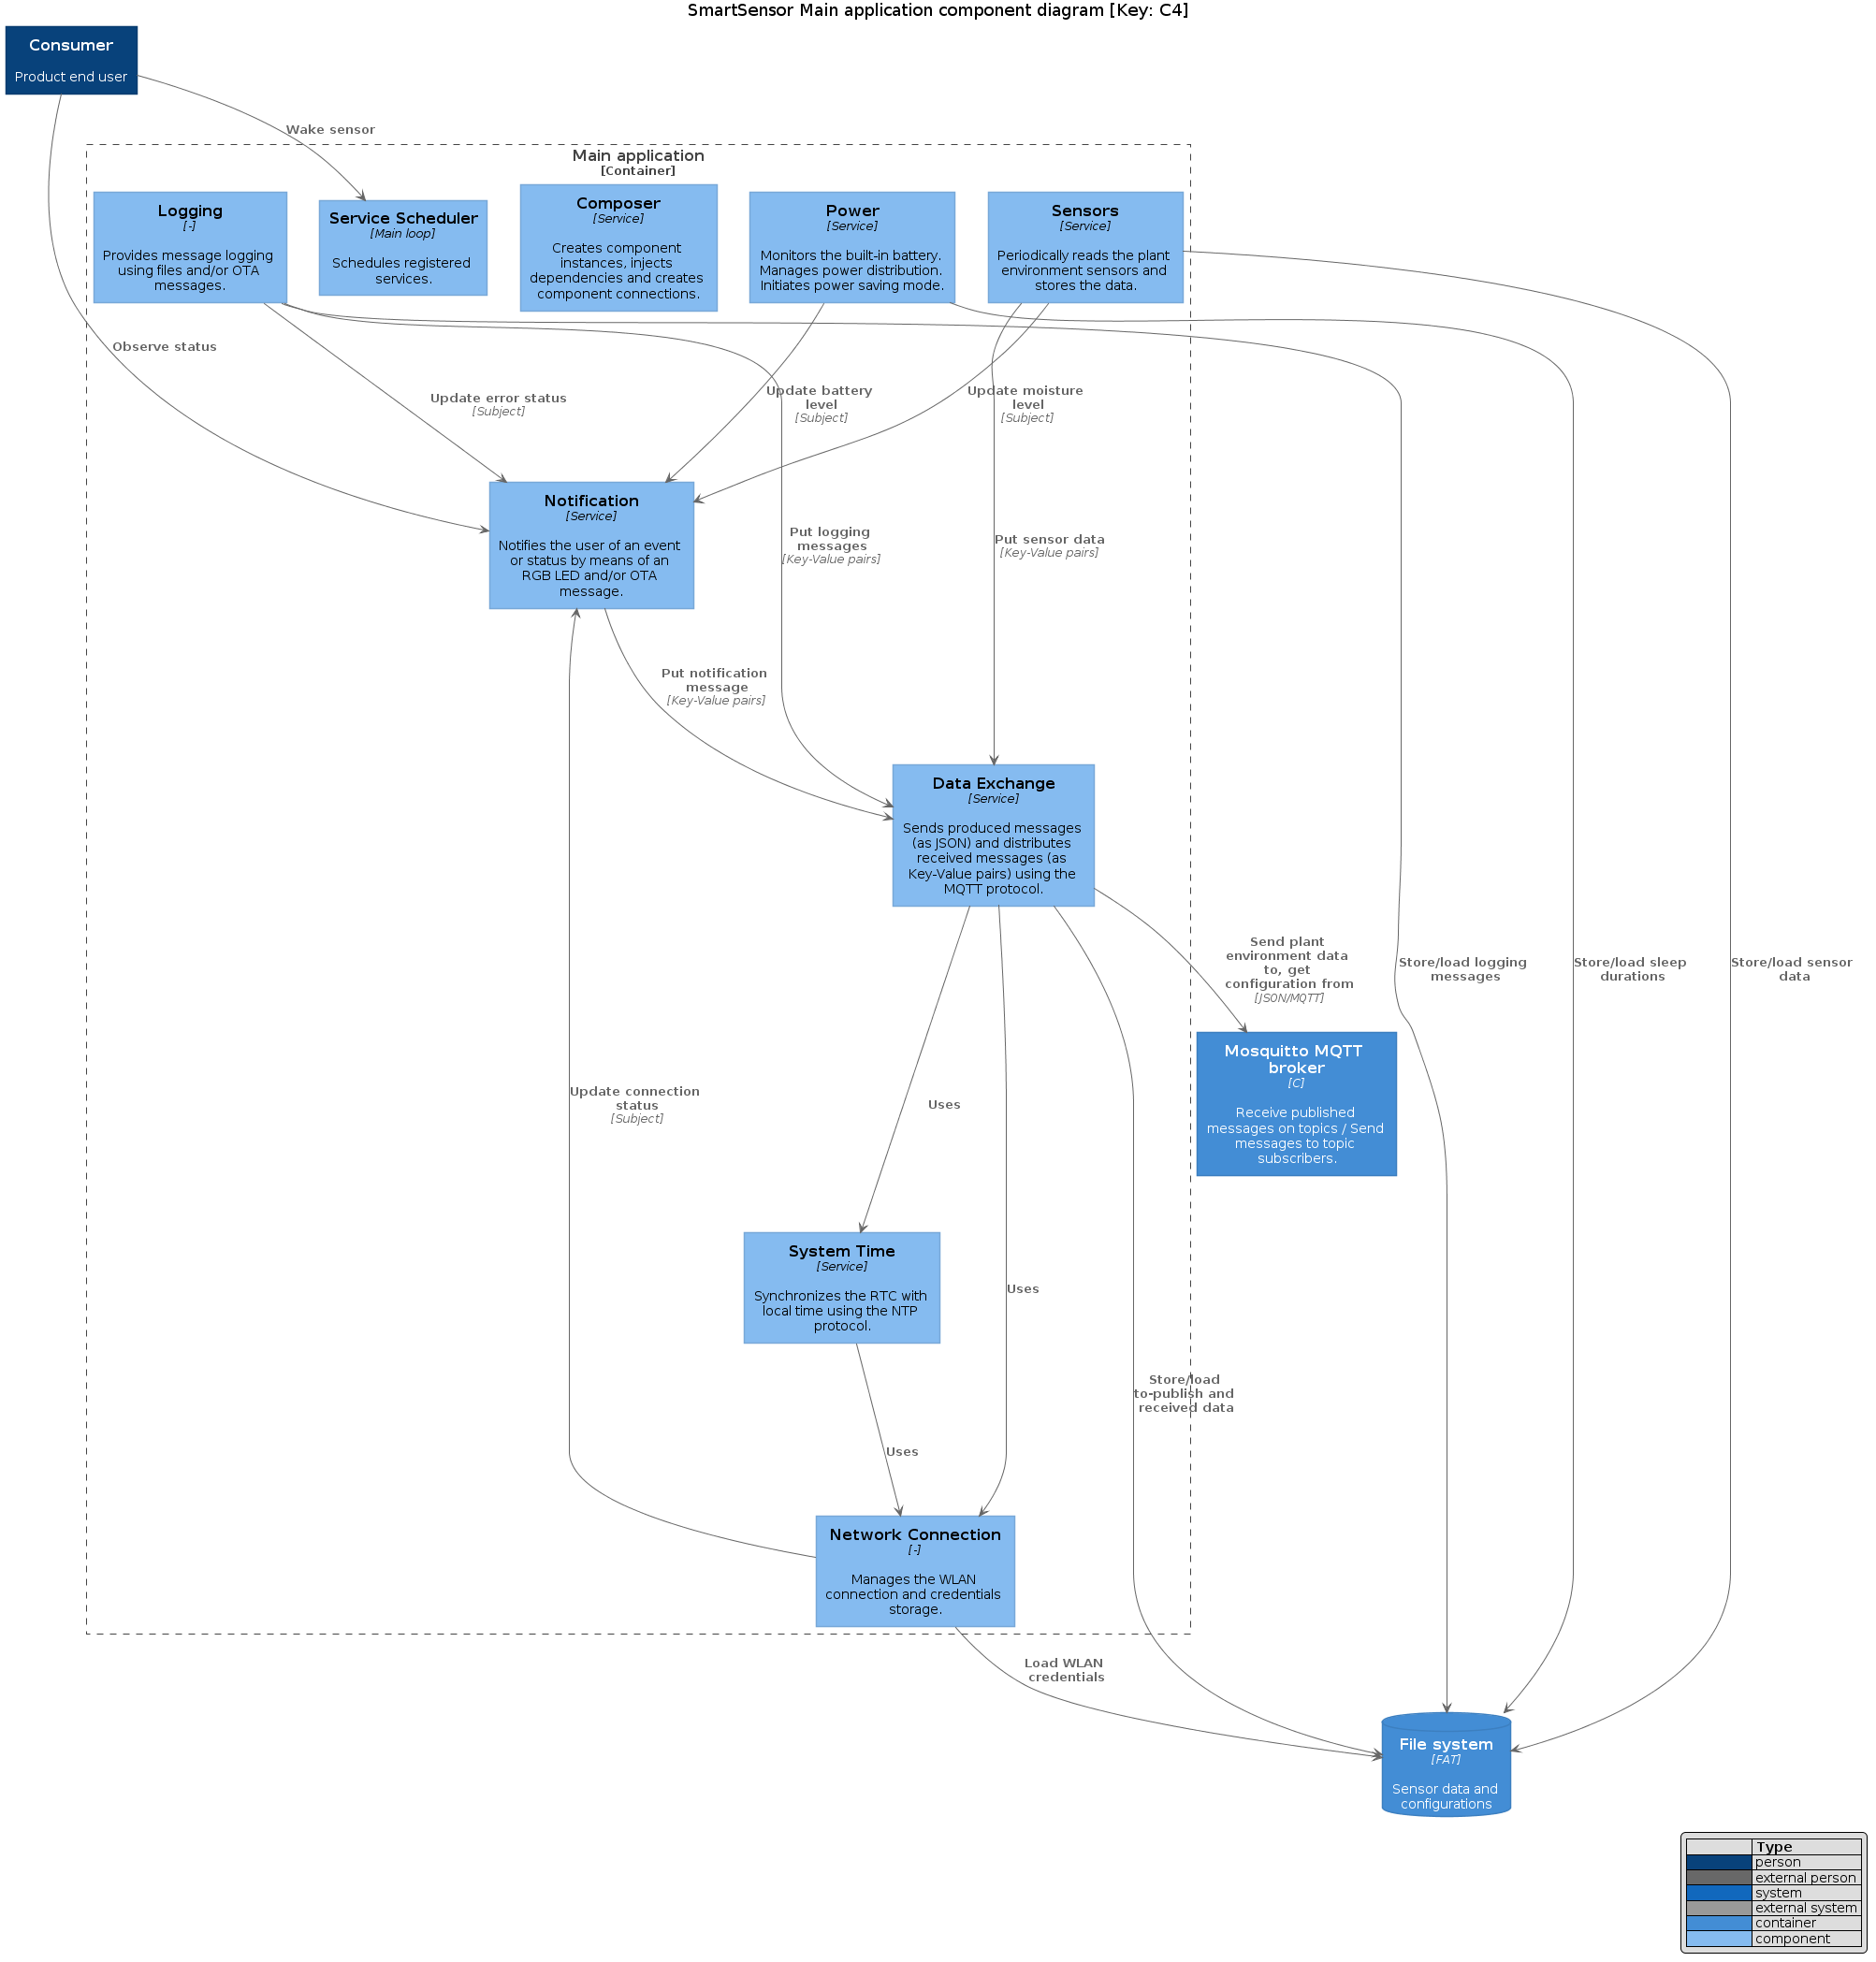 SmartSensor Main application component diagram [Key: C4]
Consumer
Product end user
Wake sensor
Main application
[Container]
Logging
[-]
Provides message logging
using files and/or OTA
messages.
Service Scheduler
[Main loop]
Schedules registered
services.
Composer
[Service]
Creates component
instances, injects
dependencies and creates
component connections.
Power
[Service]
Monitors the built-in battery.
Manages power distribution.
Initiates power saving mode.
Sensors
[Service]
Periodically reads the plant
environment sensors and
stores the data.
Observe status
Update error status
[Subject]
Update battery
level
[Subject]
Update moisture
level
[Subject]
Notification
[Service]
Notifies the user of an event
or status by means of an
RGB LED and/or OTA
message.
Put logging
messages
[Key-Value pairs]
Put sensor data
[Key-Value pairs]
Put notification
message
[Key-Value pairs]
Data Exchange
[Service]
Sends produced messages
(as JSON) and distributes
received messages (as
Key-Value pairs) using the
MQTT protocol.
Send plant
environment data
to, get
configuration from
[JSON/MQTT]
Store/load logging
messages
Store/load sleep
durations
Store/load sensor
data
Mosquitto MQTT
broker
[C]
Receive published
messages on topics / Send
messages to topic
subscribers.
Update connection
status
[Subject]
Uses
System Time
[Service]
Synchronizes the RTC with
local time using the NTP
protocol.
Uses
Store/load
to-publish and
received data
Uses
Network Connection
[-]
Manages the WLAN
connection and credentials
storage.
Load WLAN
credentials
File system
[FAT]
Sensor data and
configurations
Type
person
external person
system
external system
container
component